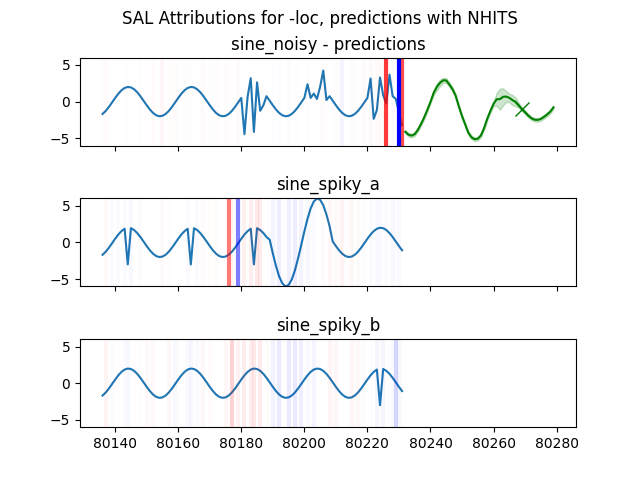 SAL Attributions for -loc, predictions with NHITS
sine_noisy - predictions
5
0
−5
sine_spiky_a
5
0
−5
sine_spiky_b
5
0
−5
80140 80160 80180 80200 80220 80240 80260 80280